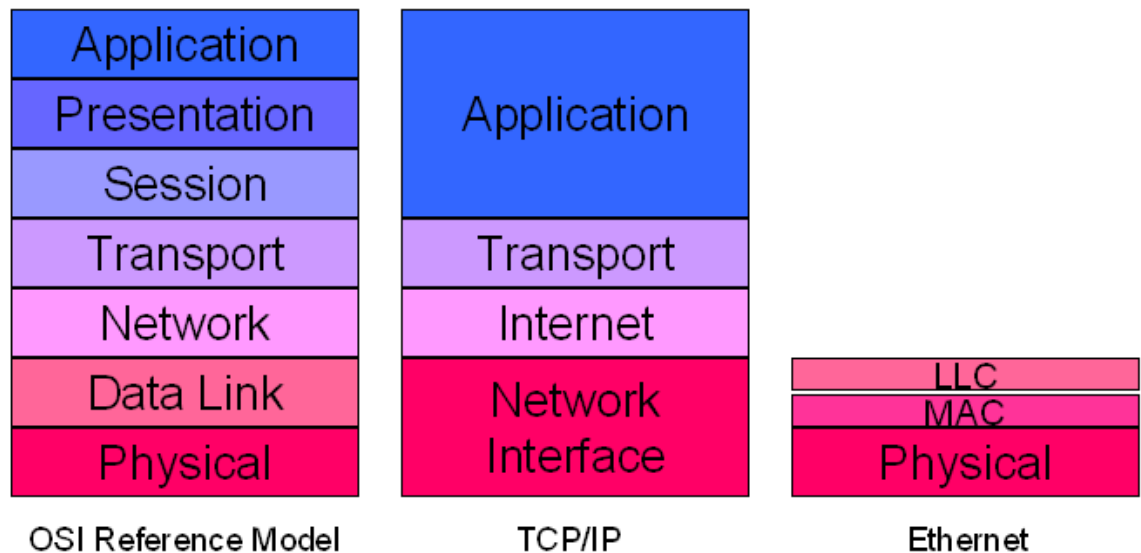 Application
Presentation
Session
Transport
Network
Data Link
Physical
OSI Reference Model
Application
Transport
Internet
Network
Interface
TCP/IP
LLC
MAC
Physical
Ethernet